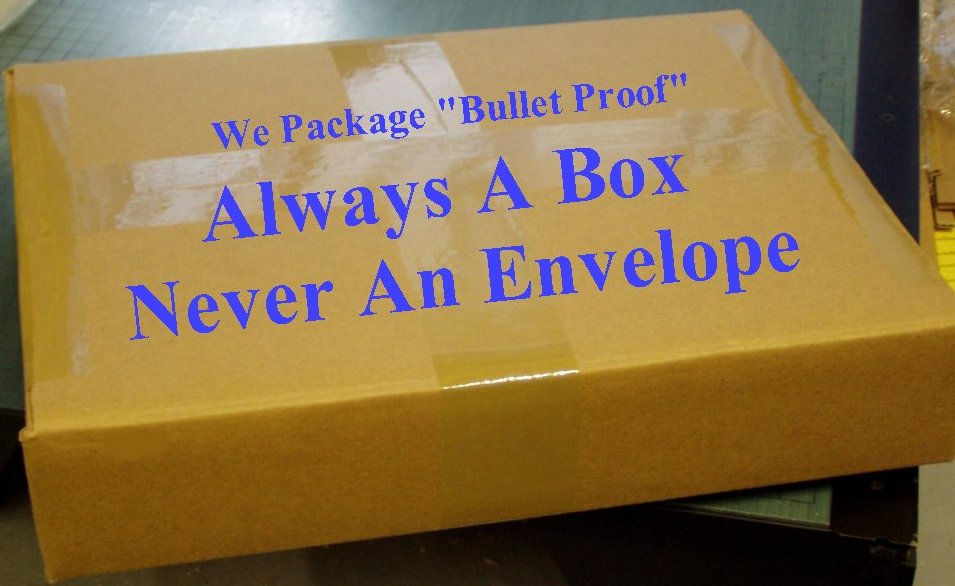 We Package "Bullet Proof"
Always A Box
Never An Envelope